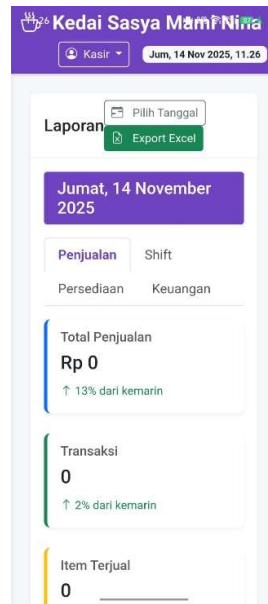 Kedai Sasya Mami Nina
Kasir
Jum, 14 Nov 2025, 11.26
Laporan
Pilih Tanggal
Export Excel
Jumat, 14 November
2025
Penjualan Shift
Persediaan Keuangan
Total Penjualan
Rp 0
↑ 13% dari kemarin
Transaksi
0
↑ 2% dari kemarin
Item Terjual
0